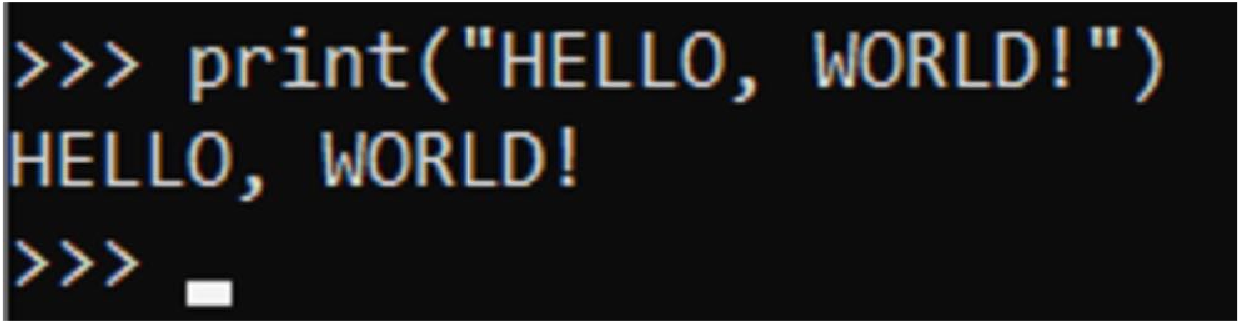 >>> print("HELLO, WORLD!")
HELLO, WORLD!
>>>